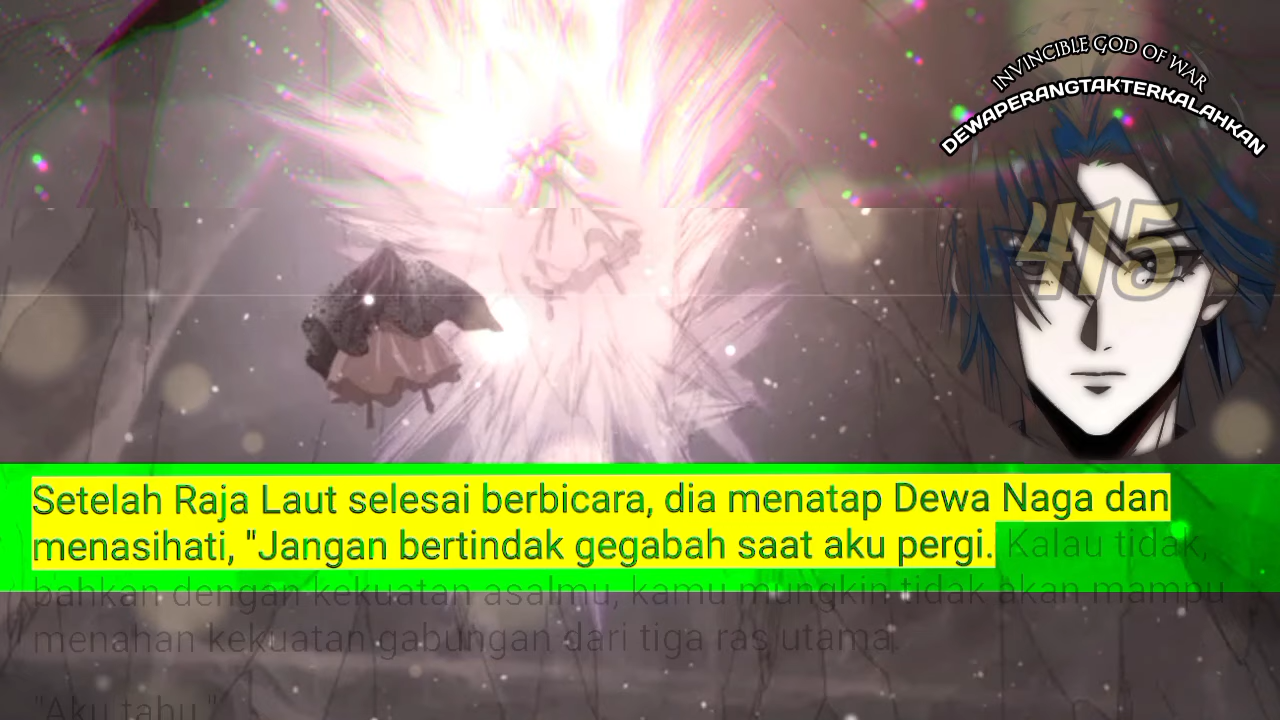 INVINCIBLE GOD OF WAR
DEWAPERANGTAKTERKALAHKAN
415
Setelah Raja Laut selesai berbicara, dia menatap Dewa Naga dan
menasihati, "Jangan bertindak gegabah saat aku pergi. Kalau tidak,
bahkan dengan kekuatan asalmu, kamu mungkin tidak akan mampu
menahan kekuatan gabungan dari tiga ras utama.
"Aku tahu."